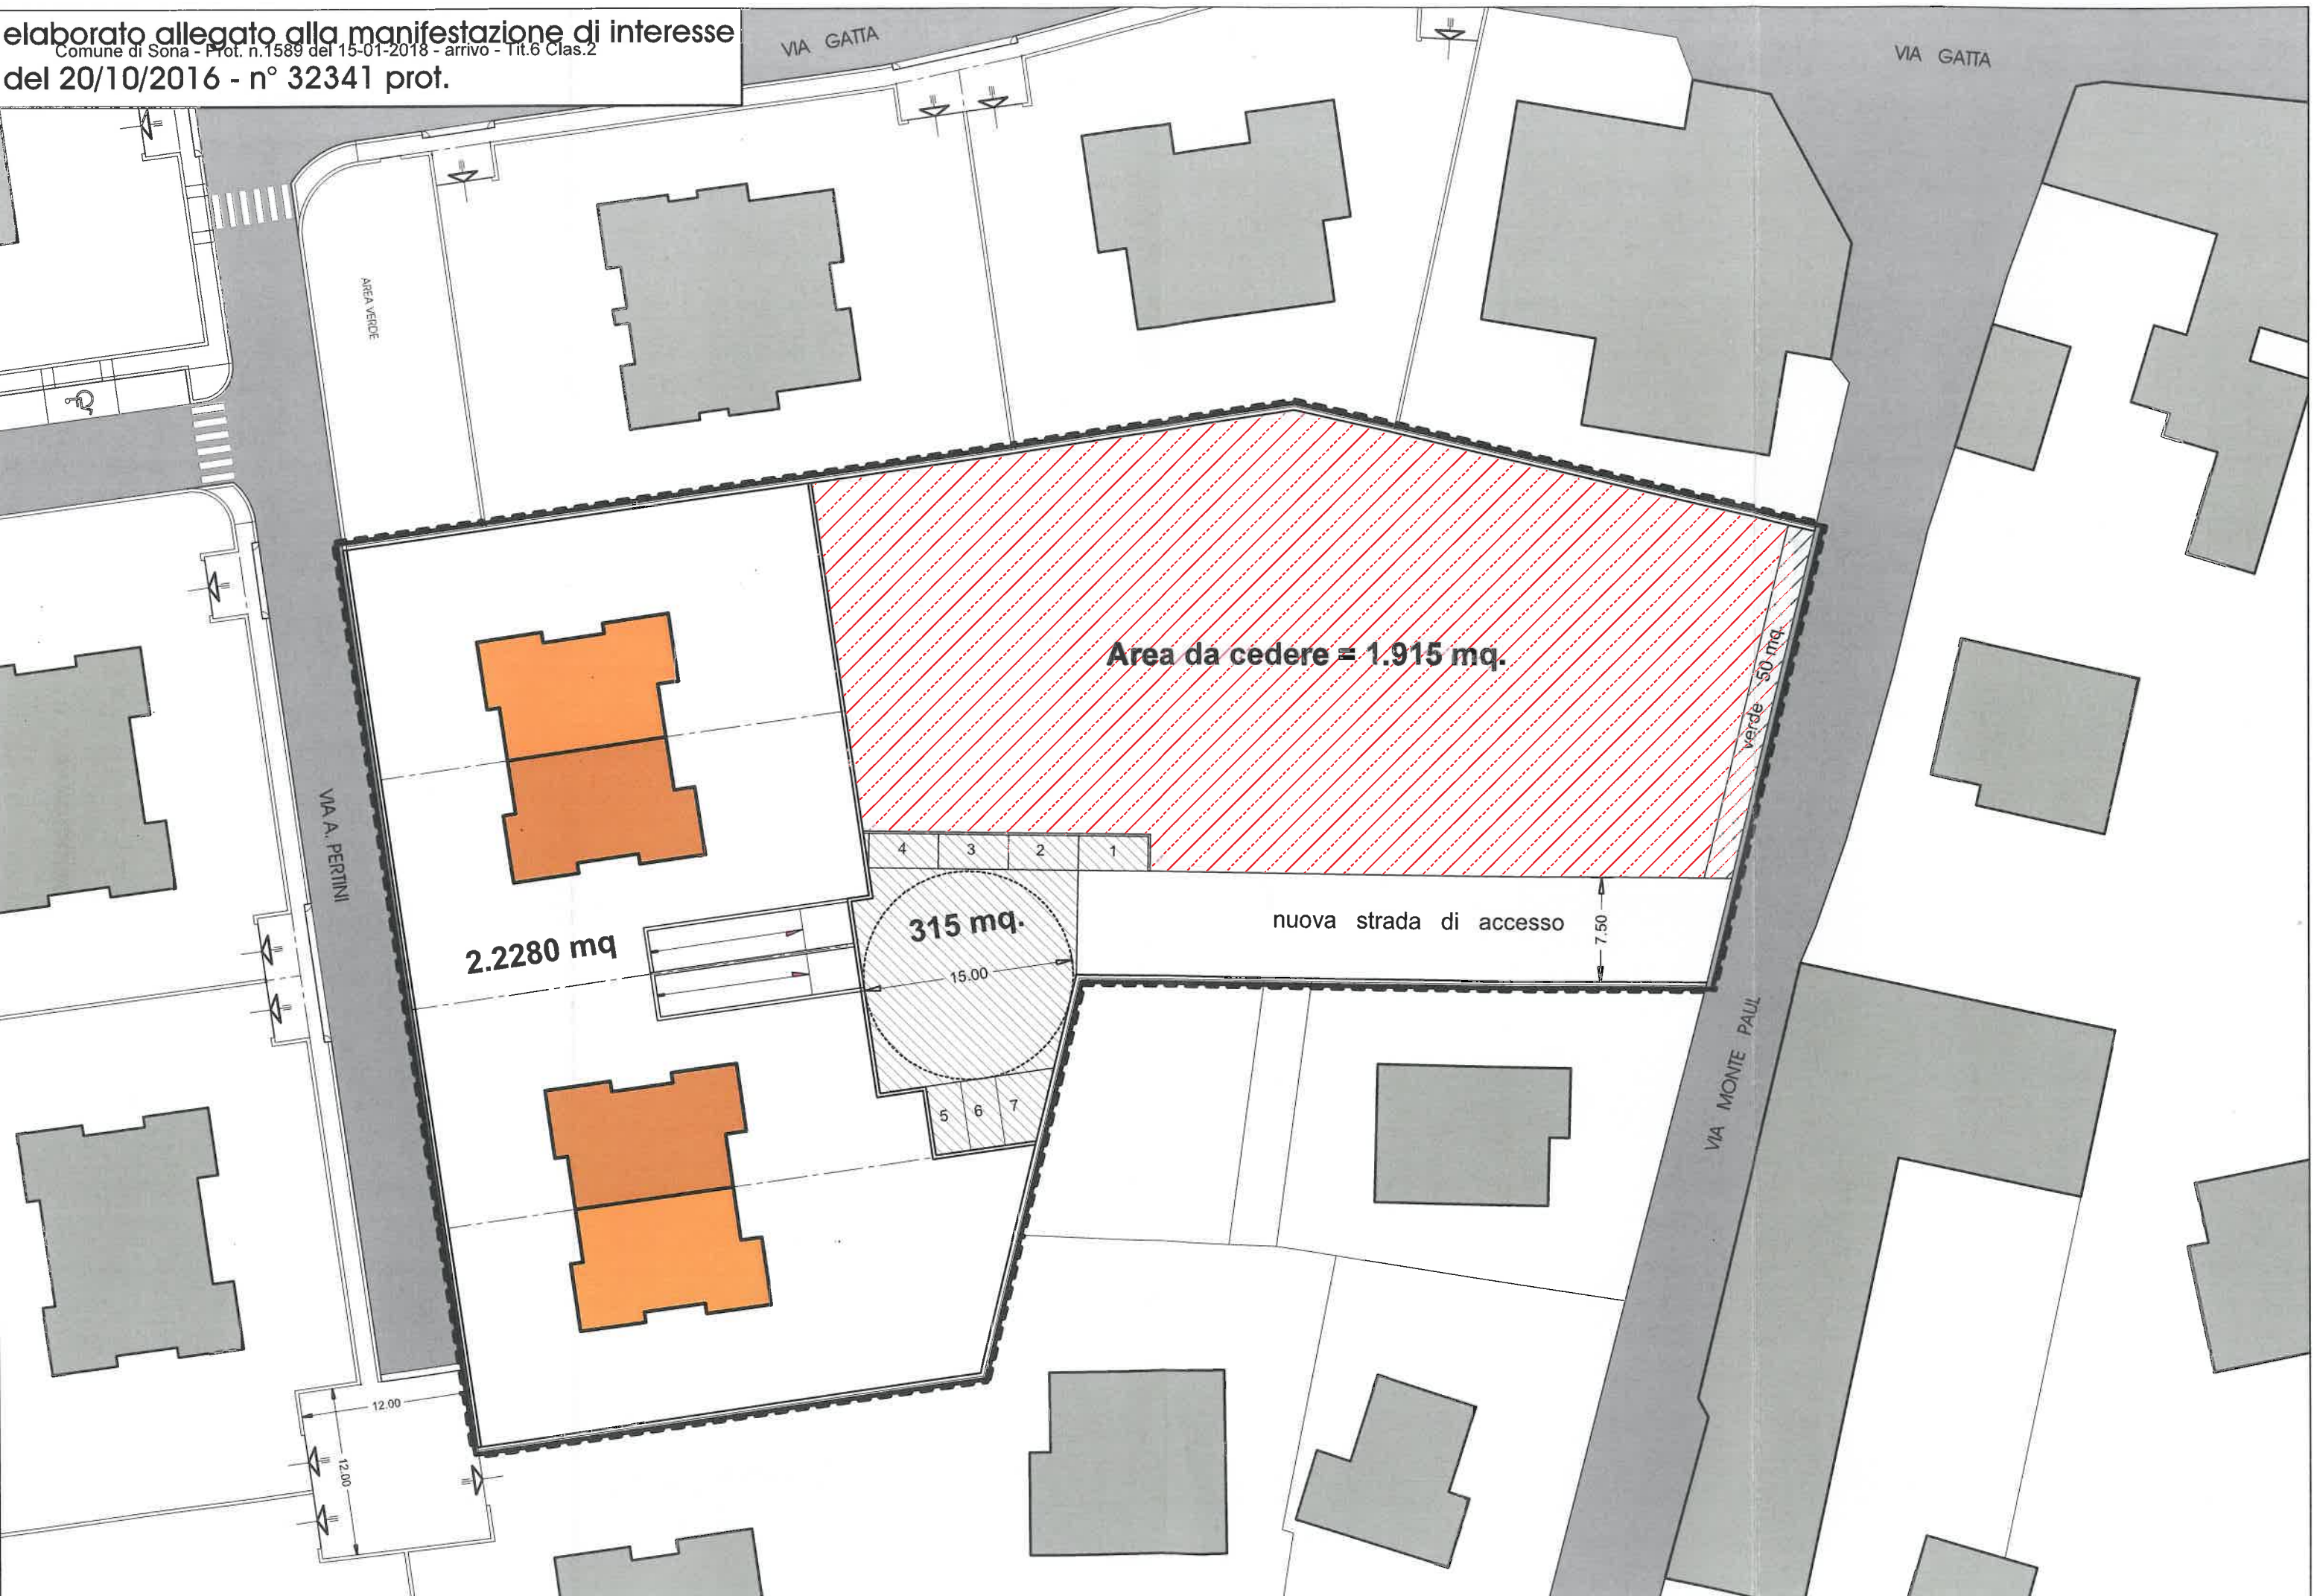 elaborato allegato alla manifestazione di interesse
Comune di Sona - Prot. n.1589 del 15-01-2018 - arrivo - Tit.6 Clas.2
del 20/10/2016 - n° 32341 prot.
VIA GATTA
VIA GATTA
AREA VERDE
Area da cedere = 1.915 mq.
verde 50 mq.
VIA A. PERTINI
4
3
2
1
315 mq.
nuova strada di accesso
7.50
2.2280 mq
15.00
VIA MONTE PAUL
5
6
7
12.00
12.00